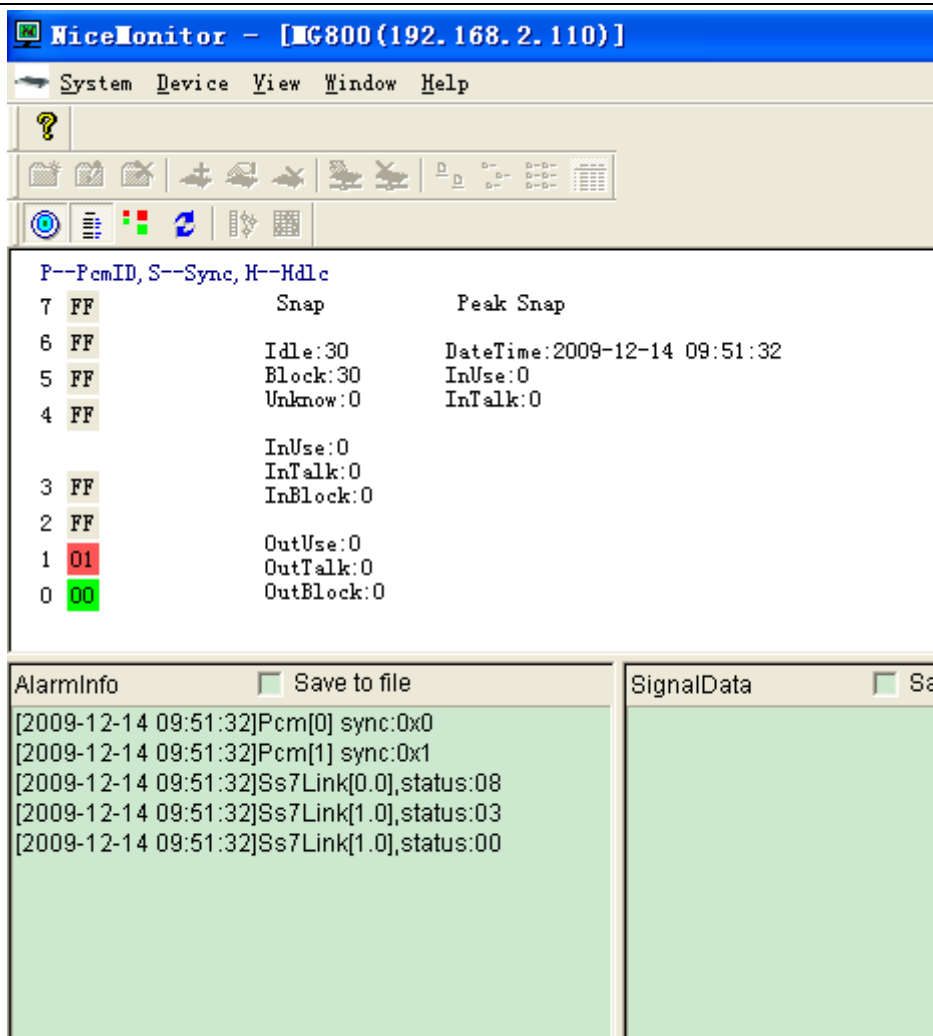 NiceMonitor - [MG800(192.168.2.110)]
System Device View Window Help
P--PcmID, S--Sync, H--Hdlc
7 FF Snap Peak Snap
6 FF Idle:30 DateTime:2009-12-14 09:51:32
5 FF Block:30 InUse:0
Unknow:0 InTalk:0
4 FF
InUse:0
InTalk:0
3 FF InBlock:0
2 FF
OutUse:0
1 01 OutTalk:0
0 00 OutBlock:0
AlarmInfo Save to file SignalData Sa
[2009-12-14 09:51:32]Pcm[0] sync:0x0
[2009-12-14 09:51:32]Pcm[1] sync:0x1
[2009-12-14 09:51:32]Ss7Link[0.0],status:08
[2009-12-14 09:51:32]Ss7Link[1.0],status:03
[2009-12-14 09:51:32]Ss7Link[1.0],status:00